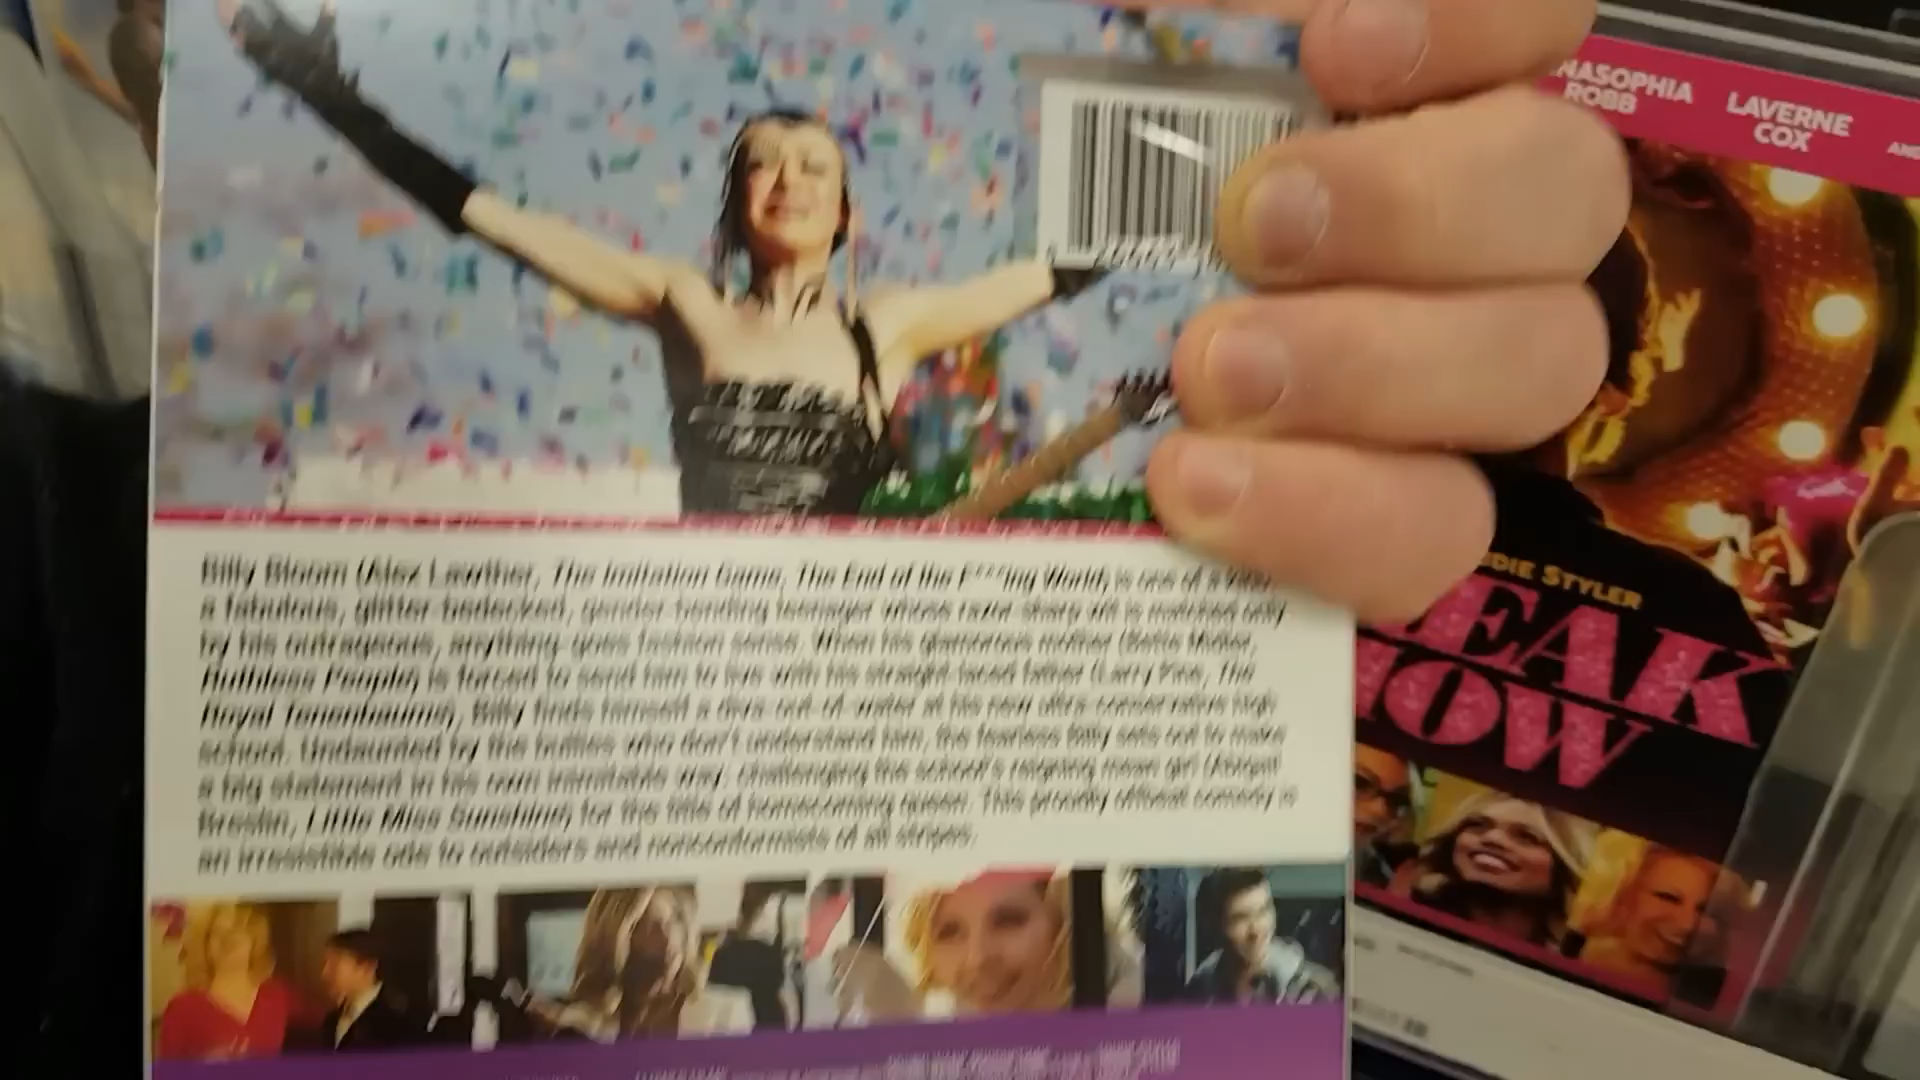 Billy Bloom (Alex Lawther, The Imitation Game, The End of the F***ing World) is one of a
a fabulous, glitter-bedecked, gender-bending teenager whose razor-sharp wit is matched only
by his outrageous, anything-goes fashion sense. When his glamorous mother (Bette Midler,
Ruthless People) is forced to send him to live with his straight-laced father (Larry Pine, The
Royal Tenenbaums), Billy finds himself a diva-out-of-water at his new ultra-conservative high
school. Undaunted by the bullies who don't understand him, the fearless Billy sets out to make
a big statement in his own inimitable way: challenging the school's reigning mean girl (Abigail
Breslin, Little Miss Sunshine) for the title of homecoming queen. This proudly offbeat comedy is
an irresistible ode to outsiders and nonconformists of all stripes.
NASOPHIA
ROBB
LAVERNE
COX
AND
DIE STYLER
EAK
HOW